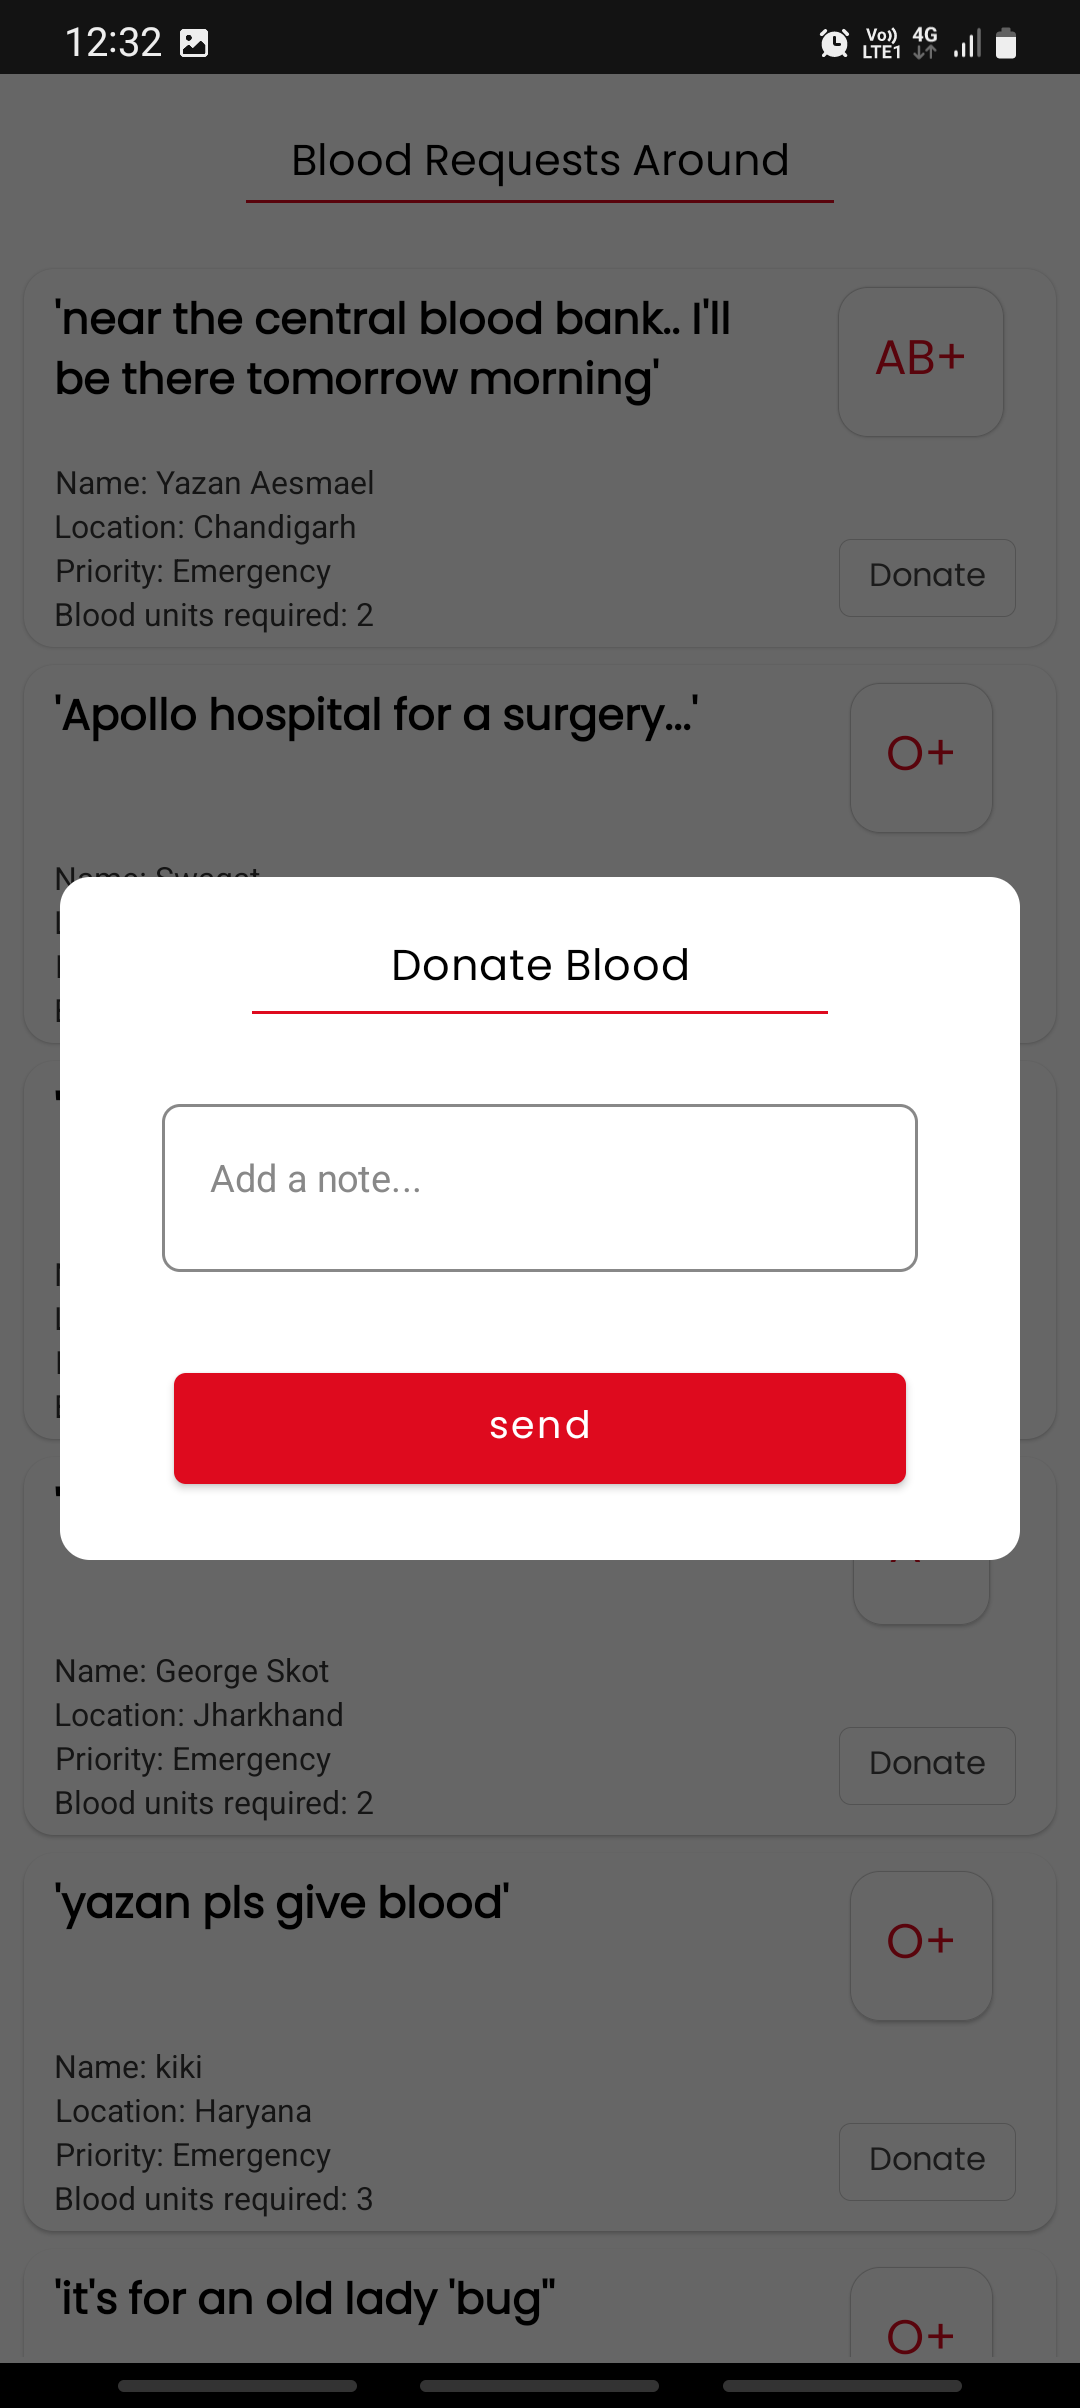 12:32
Vo))
LTE1
4G
Blood Requests Around
'near the central blood bank.. I'll
be there tomorrow morning'
AB+
Name: Yazan Aesmael
Location: Chandigarh
Priority: Emergency
Blood units required: 2
Donate
'Apollo hospital for a surgery...'
O+
Name: Swagat
Donate Blood
Add a note...
send
Name: George Skot
Location: Jharkhand
Priority: Emergency
Blood units required: 2
Donate
'yazan pls give blood'
O+
Name: kiki
Location: Haryana
Priority: Emergency
Blood units required: 3
Donate
'it's for an old lady 'bug''
O+